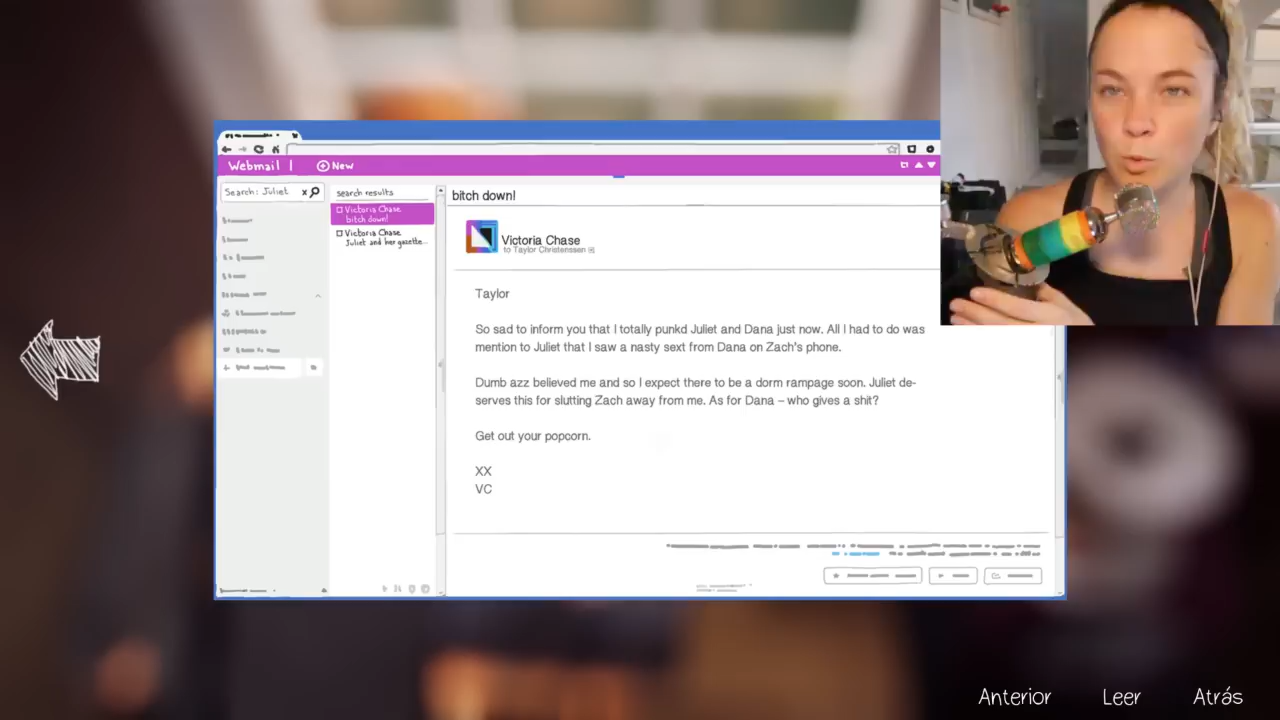 Webmail |
New
Search: Juliet x
search results
Victoria Chase
bitch down!
Victoria Chase
Juliet and her gazette...
bitch down!
Victoria Chase
to Taylor Christenssen
Taylor
So sad to inform you that I totally punkd Juliet and Dana just now. All I had to do was
mention to Juliet that I saw a nasty sext from Dana on Zach's phone.
Dumb azz believed me and so I expect there to be a dorm rampage soon. Juliet de-
serves this for slutting Zach away from me. As for Dana – who gives a shit?
Get out your popcorn.
XX
VC
Anterior Leer Atrás